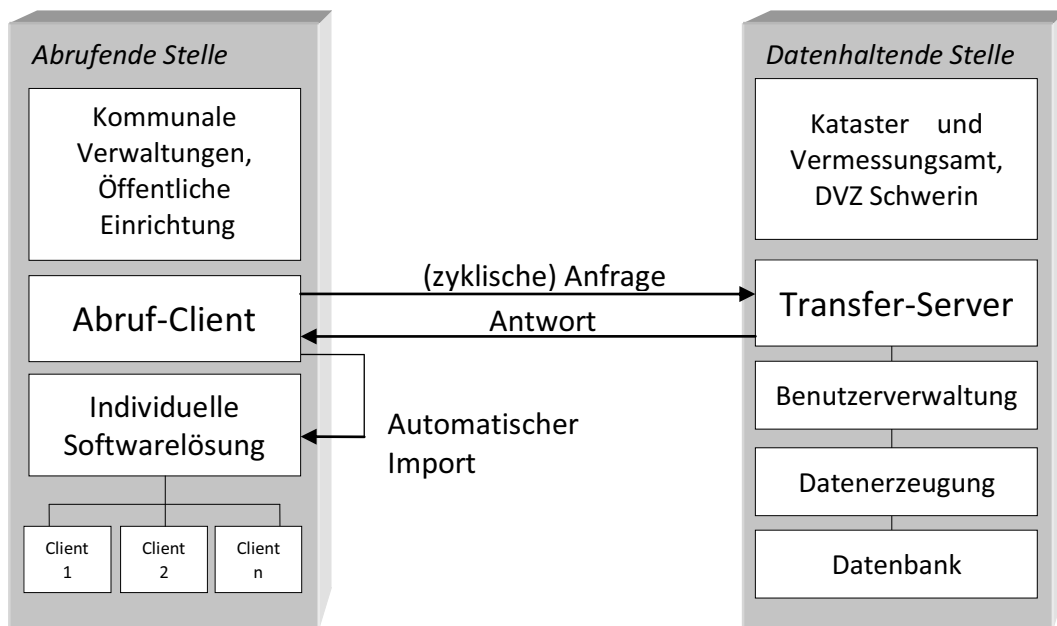 Abrufende Stelle
Kommunale
Verwaltungen,
Öffentliche
Einrichtung
Abruf-Client
Individuelle
Softwarelösung
Client
1
Client
2
Client
n
(zyklische) Anfrage
Antwort
Automatischer
Import
Datenhaltende Stelle
Kataster und
Vermessungsamt,
DVZ Schwerin
Transfer-Server
Benutzerverwaltung
Datenerzeugung
Datenbank